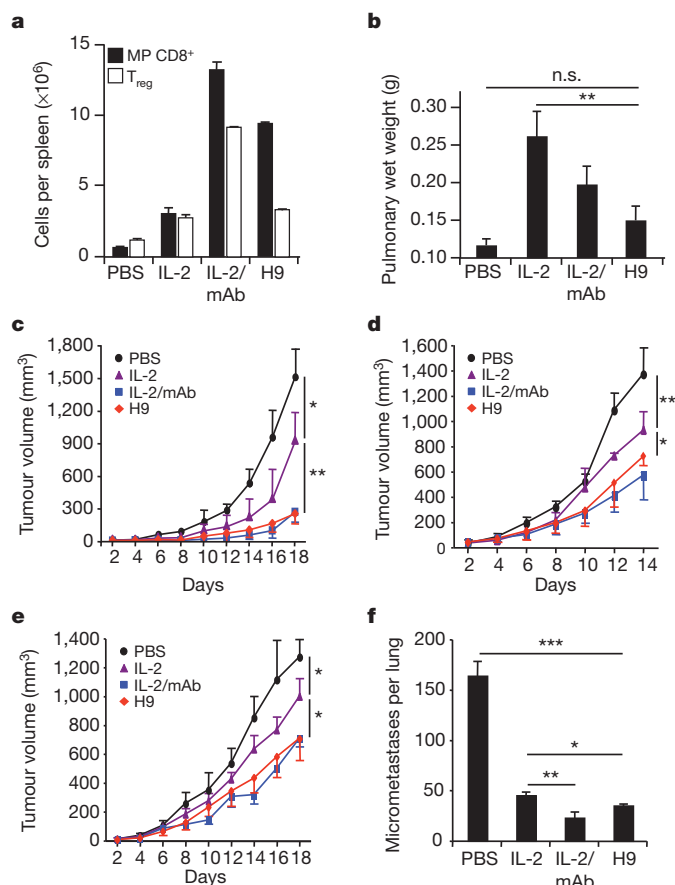 a
Cells per spleen (×10⁶)
15
10
5
0
MP CD8⁺
T_reg
PBS
IL-2
IL-2/
mAb
H9
b
Pulmonary wet weight (g)
0.30
0.25
0.20
0.15
0.10
n.s.
**
PBS
IL-2
IL-2/
mAb
H9
c
Tumour volume (mm³)
1,800
1,500
1,200
900
600
300
0
PBS
IL-2
IL-2/mAb
H9
*
**
2 4 6 8 10 12 14 16 18
Days
d
Tumour volume (mm³)
1,600
1,400
1,200
1,000
800
600
400
200
0
PBS
IL-2
IL-2/mAb
H9
**
*
2 4 6 8 10 12 14
Days
e
Tumour volume (mm³)
1,400
1,200
1,000
800
600
400
200
0
PBS
IL-2
IL-2/mAb
H9
*
*
2 4 6 8 10 12 14 16 18
Days
f
Micrometastases per lung
200
150
100
50
0
***
*
**
PBS
IL-2
IL-2/
mAb
H9